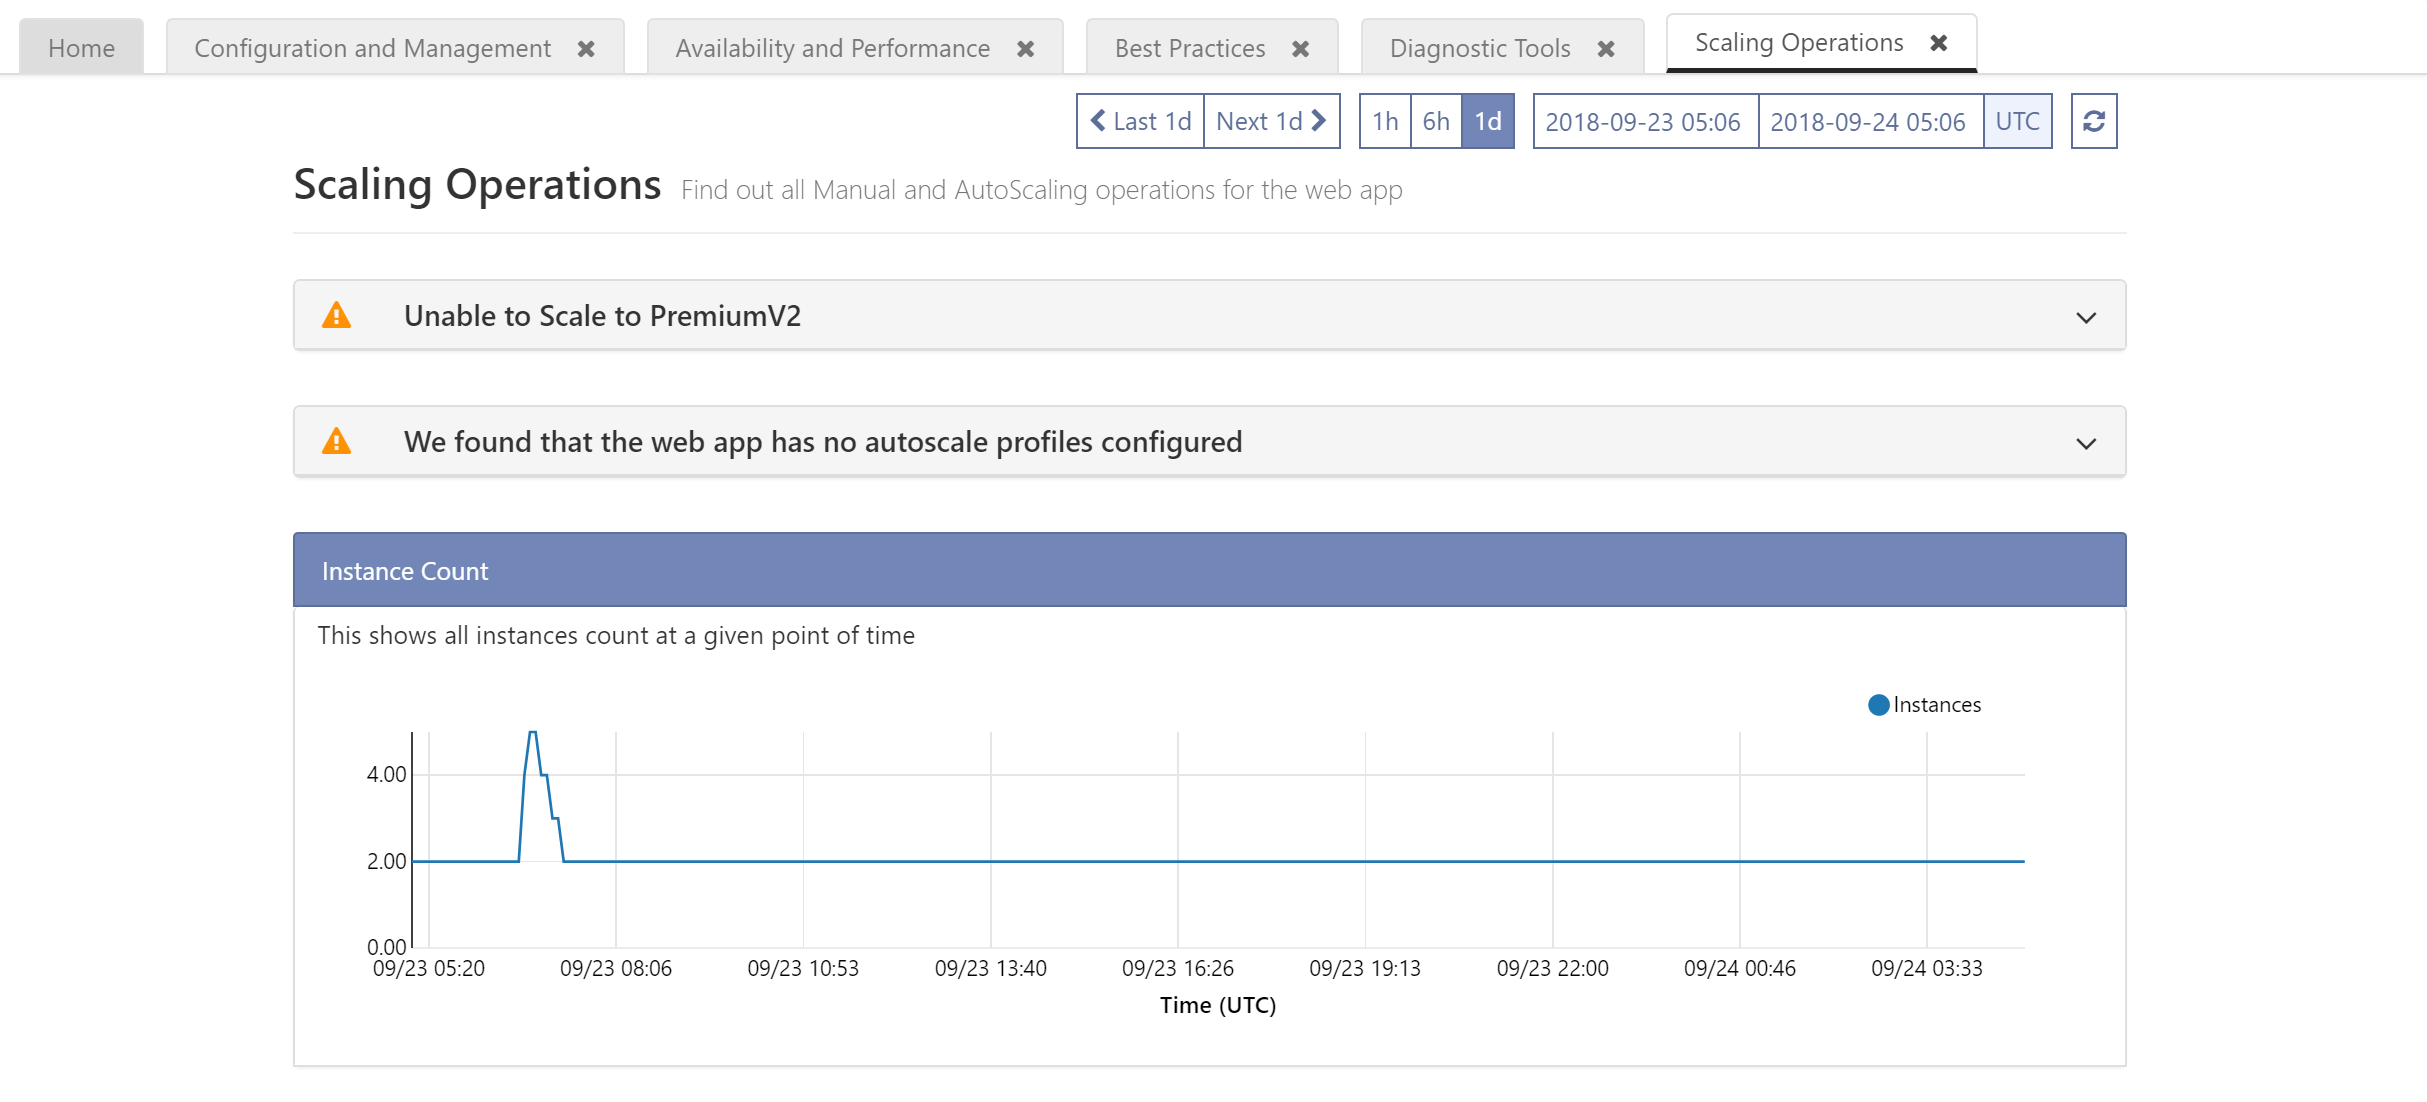 Home
Configuration and Management
Availability and Performance
Best Practices
Diagnostic Tools
Scaling Operations
Last 1d
Next 1d
1h
6h
1d
2018-09-23 05:06
2018-09-24 05:06
UTC
Scaling Operations Find out all Manual and AutoScaling operations for the web app
Unable to Scale to PremiumV2
We found that the web app has no autoscale profiles configured
Instance Count
This shows all instances count at a given point of time
Instances
4.00
2.00
0.00
09/23 05:20
09/23 08:06
09/23 10:53
09/23 13:40
09/23 16:26
09/23 19:13
09/23 22:00
09/24 00:46
09/24 03:33
Time (UTC)